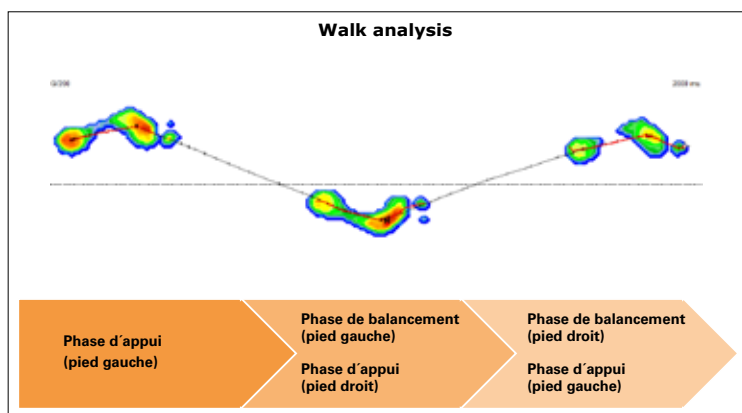 Walk analysis
Phase d´appui
(pied gauche)
Phase de balancement
(pied gauche)
Phase d´appui
(pied droit)
Phase de balancement
(pied droit)
Phase d´appui
(pied gauche)